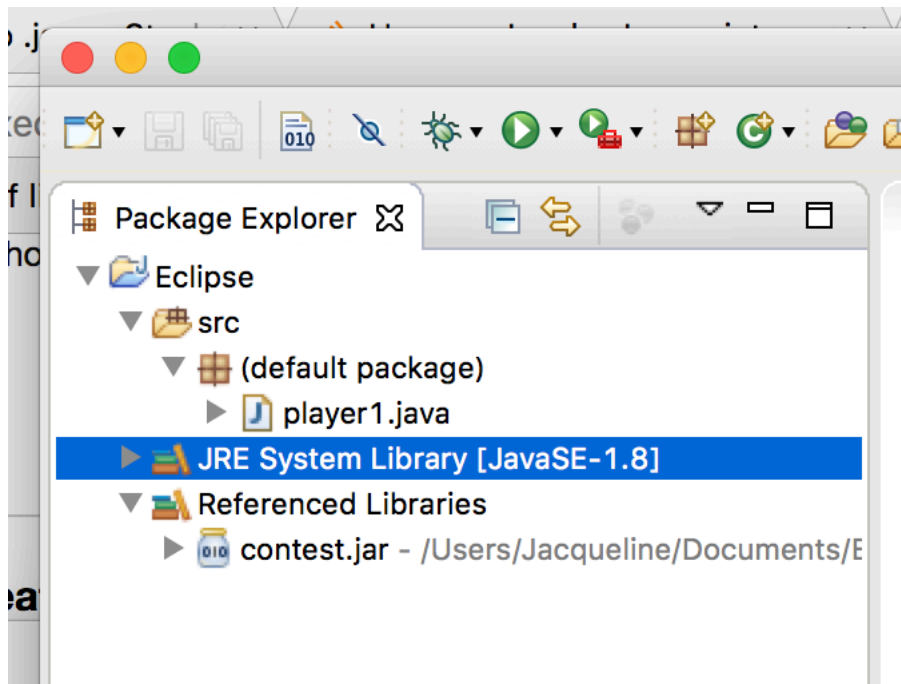 Package Explorer
Eclipse
src
(default package)
player1.java
JRE System Library [JavaSE-1.8]
Referenced Libraries
contest.jar - /Users/Jacqueline/Documents/E